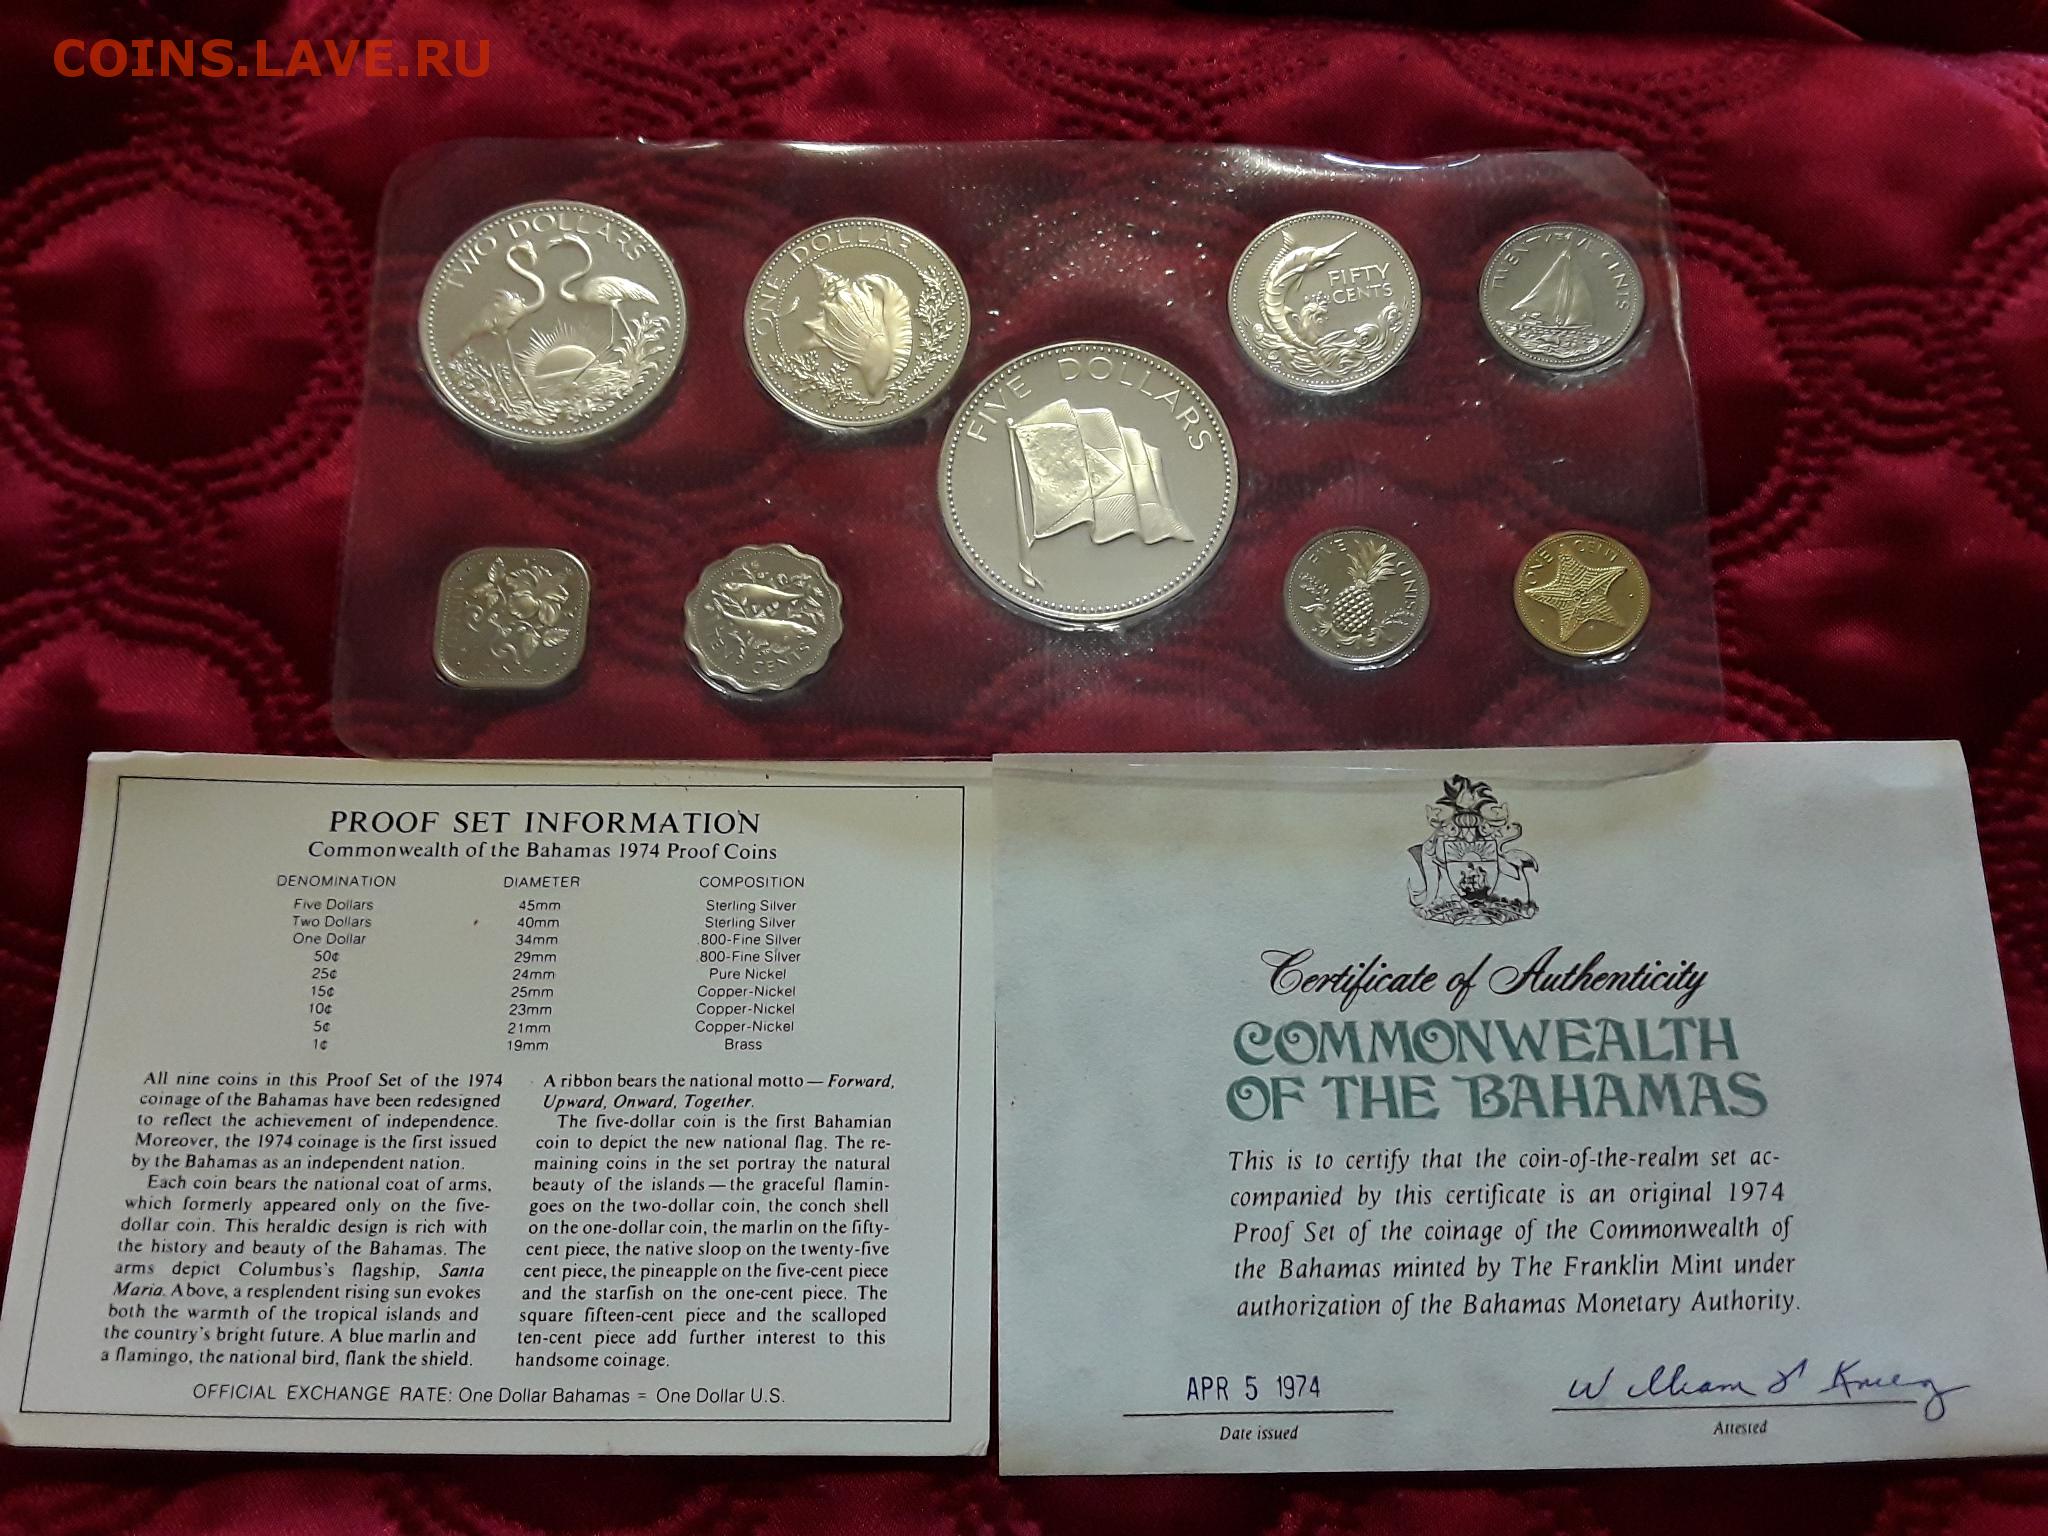 COINS.LAVE.RU
TWO DOLLARS
ONE DOLLAR
FIVE DOLLARS
FIFTY
CENTS
TWENTY FIVE CENTS
CENTS
FIVE CENTS
ONE CENT
PROOF SET INFORMATION
Commonwealth of the Bahamas 1974 Proof Coins
DENOMINATION DIAMETER COMPOSITION
Five Dollars 45mm Sterling Silver
Two Dollars 40mm Sterling Silver
One Dollar 34mm .800-Fine Silver
50¢ 29mm .800-Fine Silver
25¢ 24mm Pure Nickel
15¢ 25mm Copper-Nickel
10¢ 23mm Copper-Nickel
5¢ 21mm Copper-Nickel
1¢ 19mm Brass
All nine coins in this Proof Set of the 1974
coinage of the Bahamas have been redesigned
to reflect the achievement of independence.
Moreover, the 1974 coinage is the first issued
by the Bahamas as an independent nation.
Each coin bears the national coat of arms,
which formerly appeared only on the five-
dollar coin. This heraldic design is rich with
the history and beauty of the Bahamas. The
arms depict Columbus's flagship, Santa
Maria. Above, a resplendent rising sun evokes
both the warmth of the tropical islands and
the country's bright future. A blue marlin and
a flamingo, the national bird, flank the shield.
A ribbon bears the national motto — Forward,
Upward, Onward, Together.
The five-dollar coin is the first Bahamian
coin to depict the new national flag. The re-
maining coins in the set portray the natural
beauty of the islands — the graceful flamin-
goes on the two-dollar coin, the conch shell
on the one-dollar coin, the marlin on the fifty-
cent piece, the native sloop on the twenty-five
cent piece, the pineapple on the five-cent piece
and the starfish on the one-cent piece. The
square fifteen-cent piece and the scalloped
ten-cent piece add further interest to this
handsome coinage.
OFFICIAL EXCHANGE RATE: One Dollar Bahamas = One Dollar U.S.
Certificate of Authenticity
COMMONWEALTH
OF THE BAHAMAS
This is to certify that the coin-of-the-realm set ac-
companied by this certificate is an original 1974
Proof Set of the coinage of the Commonwealth of
the Bahamas minted by The Franklin Mint under
authorization of the Bahamas Monetary Authority.
APR 5 1974
Date issued
William
Attested